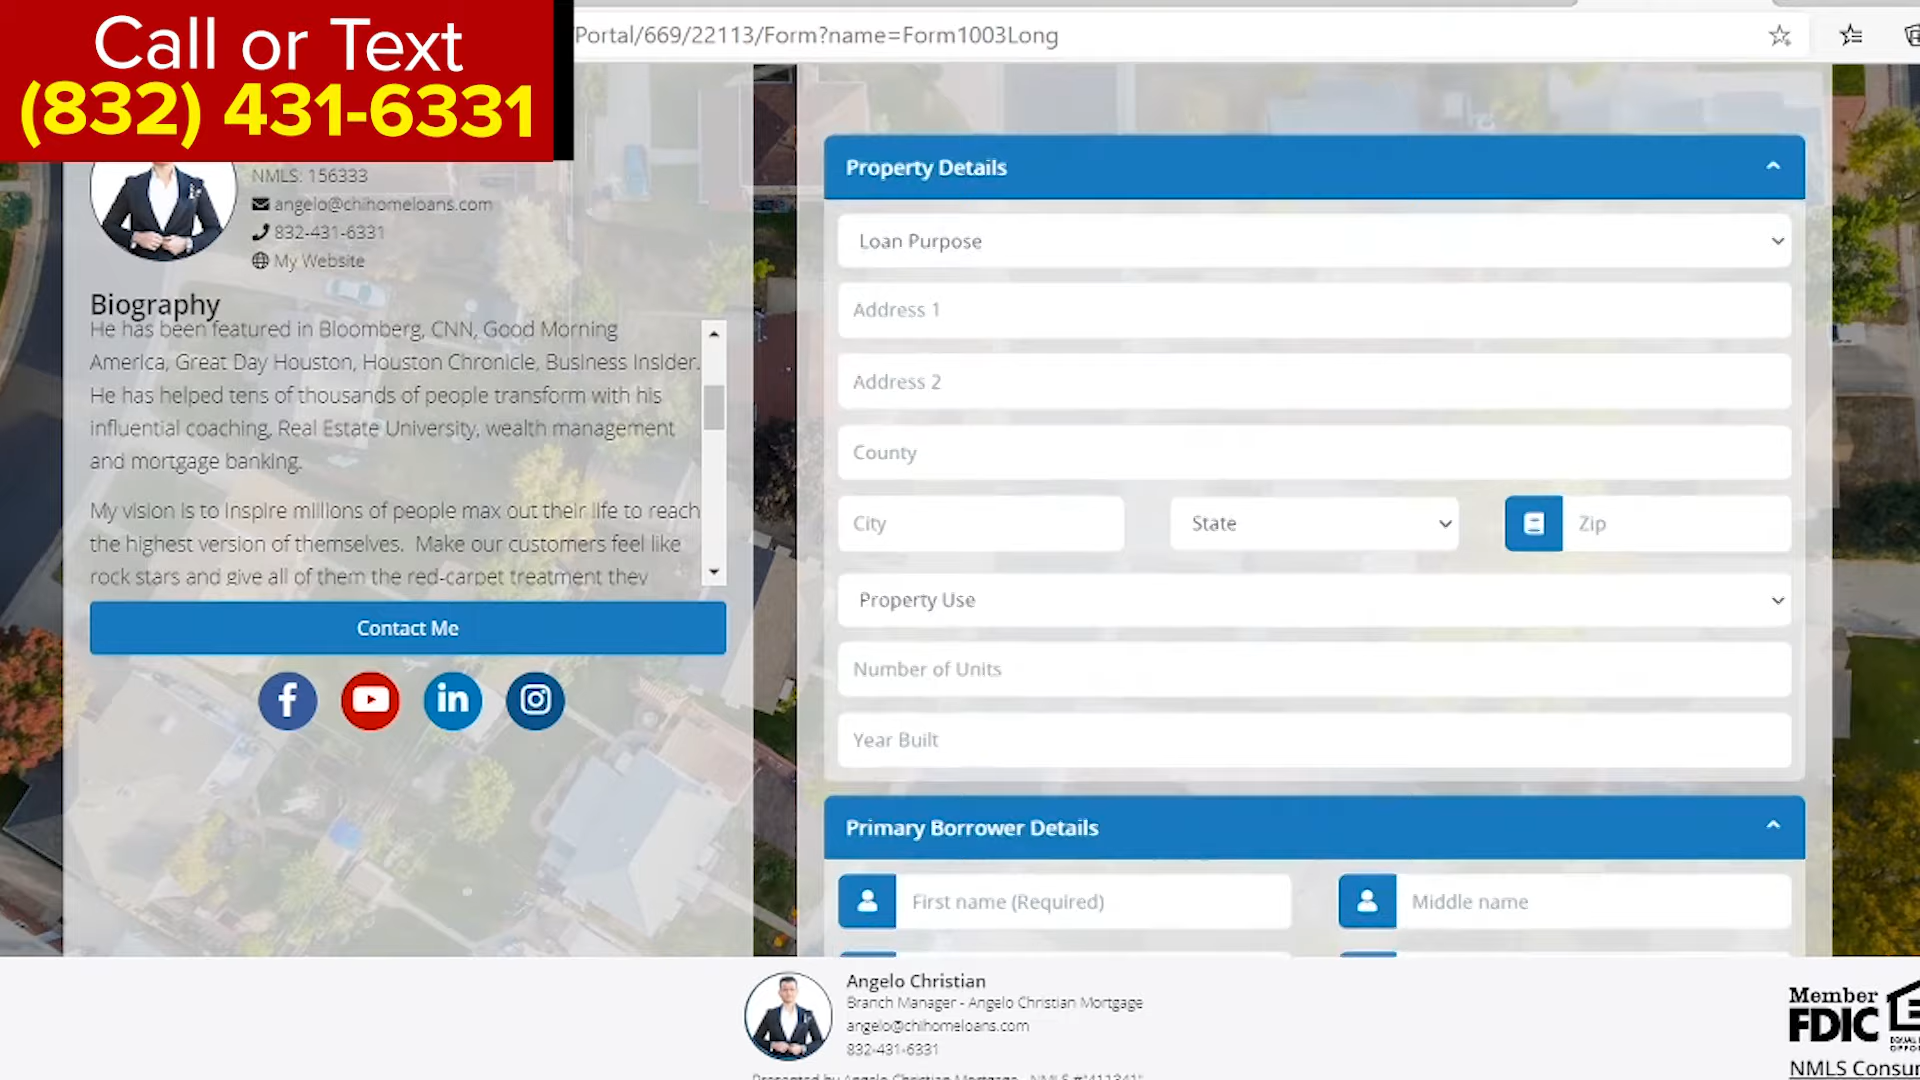 Call or Text
(832) 431-6331
Portal/669/22113/Form?name=Form1003Long
NMLS: 156333
angelo@chihomeloans.com
832-431-6331
My Website
Biography
He has been featured in Bloomberg, CNN, Good Morning
America, Great Day Houston, Houston Chronicle, Business Insider.
He has helped tens of thousands of people transform with his
influential coaching, Real Estate University, wealth management
and mortgage banking.
My vision is to inspire millions of people max out their life to reach
the highest version of themselves. Make our customers feel like
rock stars and give all of them the red-carpet treatment they
Contact Me
Property Details
Loan Purpose
Address 1
Address 2
County
City
State
Zip
Property Use
Number of Units
Year Built
Primary Borrower Details
First name (Required)
Middle name
Angelo Christian
Branch Manager - Angelo Christian Mortgage
angelo@chihomeloans.com
832-431-6331
Presented by Angelo Christian Mortgage
Member
FDIC
NMLS Consu